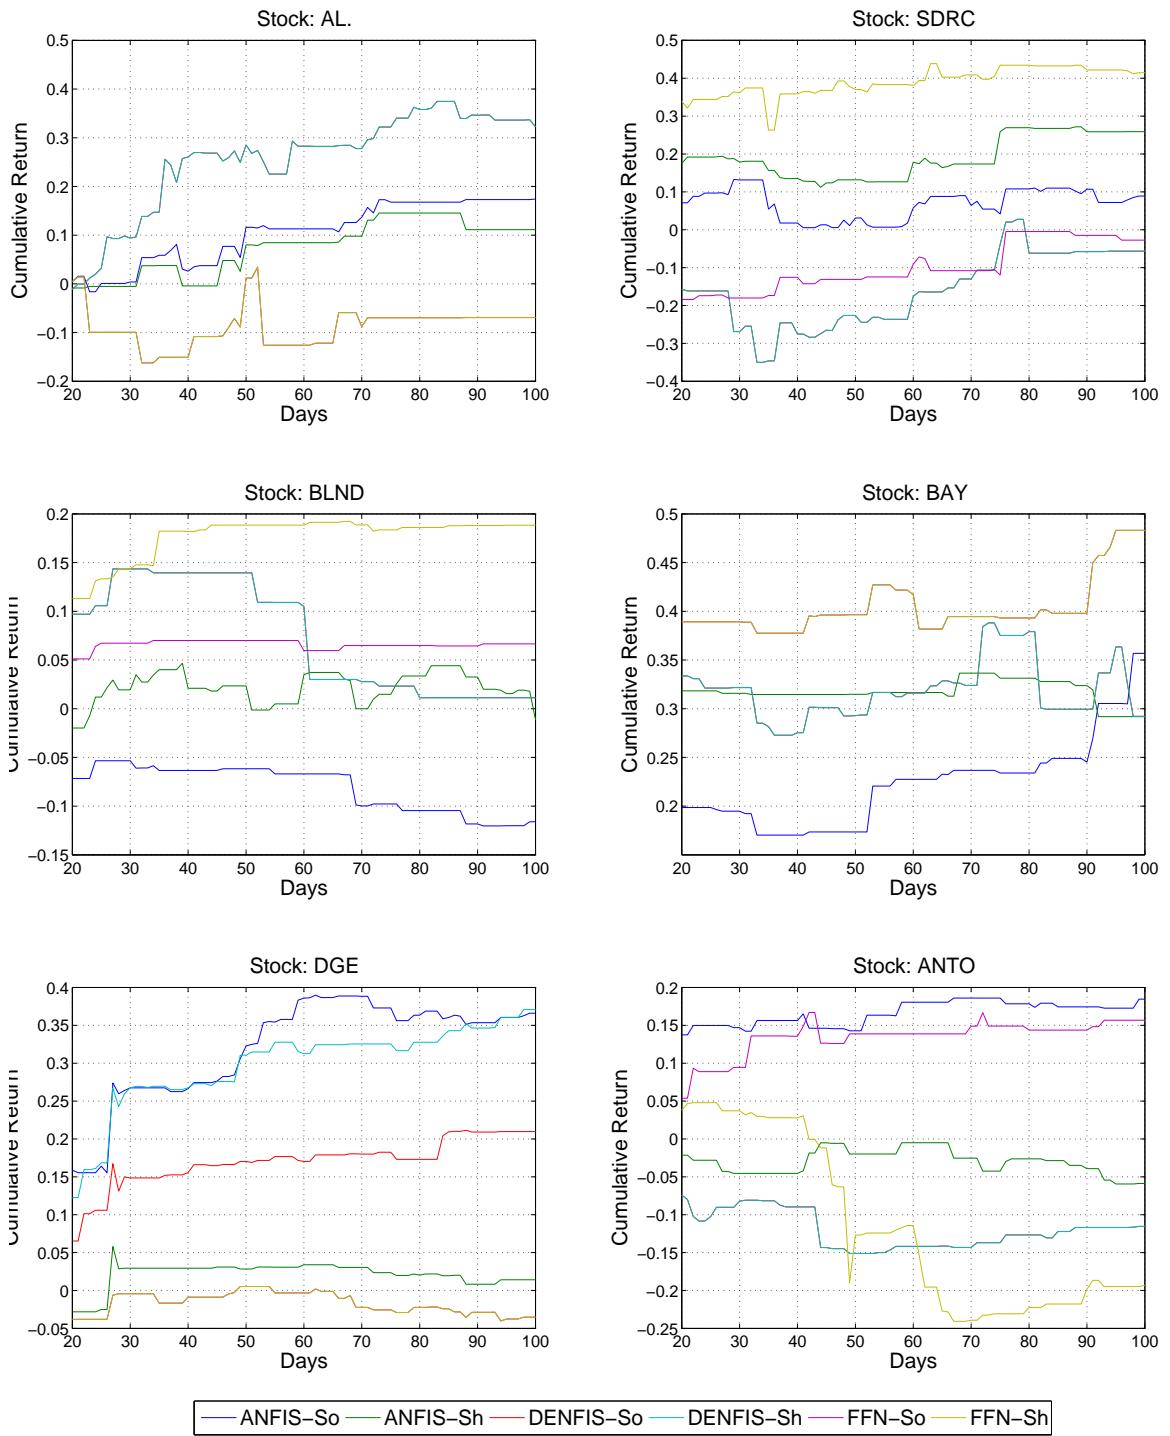 Stock: AL.
0.5
0.4
0.3
0.2
0.1
0
−0.1
−0.2
Cumulative Return
20 30 40 50 60 70 80 90 100
Days
Stock: SDRC
0.5
0.4
0.3
0.2
0.1
0
−0.1
−0.2
−0.3
−0.4
Cumulative Return
20 30 40 50 60 70 80 90 100
Days
Stock: BLND
0.2
0.15
0.1
0.05
0
−0.05
−0.1
−0.15
Cumulative Return
20 30 40 50 60 70 80 90 100
Days
Stock: BAY
0.5
0.45
0.4
0.35
0.3
0.25
0.2
Cumulative Return
20 30 40 50 60 70 80 90 100
Days
Stock: DGE
0.4
0.35
0.3
0.25
0.2
0.15
0.1
0.05
0
−0.05
Cumulative Return
20 30 40 50 60 70 80 90 100
Days
Stock: ANTO
0.2
0.15
0.1
0.05
0
−0.05
−0.1
−0.15
−0.2
−0.25
Cumulative Return
20 30 40 50 60 70 80 90 100
Days
ANFIS−So ANFIS−Sh DENFIS−So DENFIS−Sh FFN−So FFN−Sh